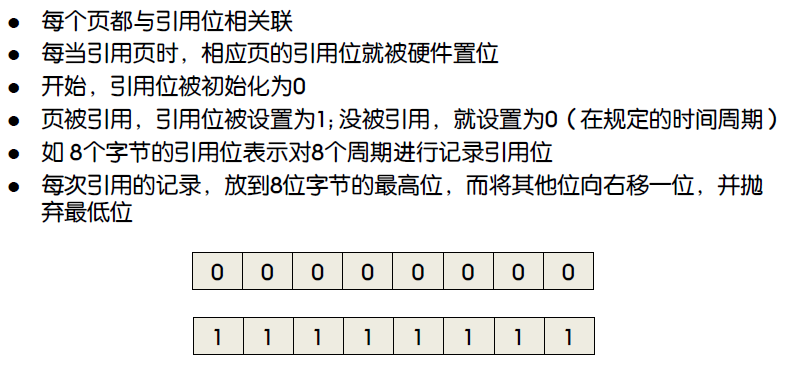 ● 每个页都与引用位相关联
● 每当引用页时，相应页的引用位就被硬件置位
● 开始，引用位被初始化为0
● 页被引用，引用位被设置为1; 没被引用，就设置为0（在规定的时间周期）
● 如 8个字节的引用位表示对8个周期进行记录引用位
● 每次引用的记录，放到8位字节的最高位，而将其他位向右移一位，并抛
弃最低位
0 0 0 0 0 0 0 0
1 1 1 1 1 1 1 1